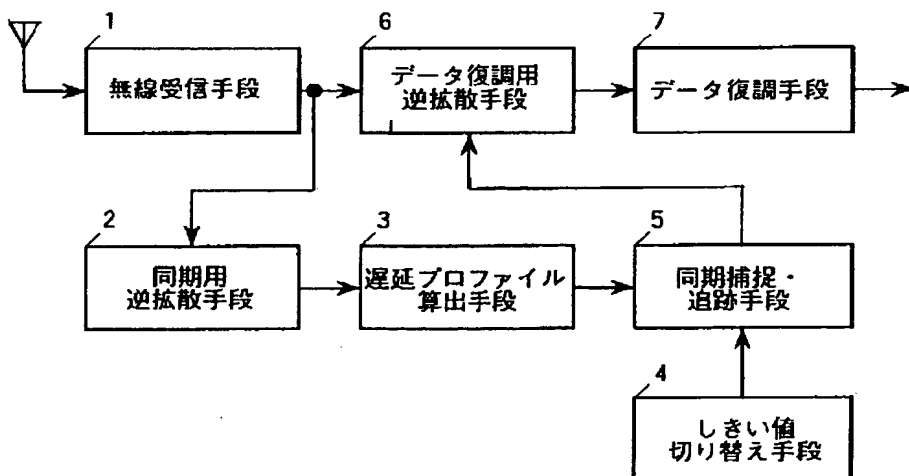 1
無線受信手段
6
データ復調用
逆拡散手段
7
データ復調手段
2
同期用
逆拡散手段
3
遅延プロファイル
算出手段
5
同期捕捉・
追跡手段
4
しきい値
切り替え手段